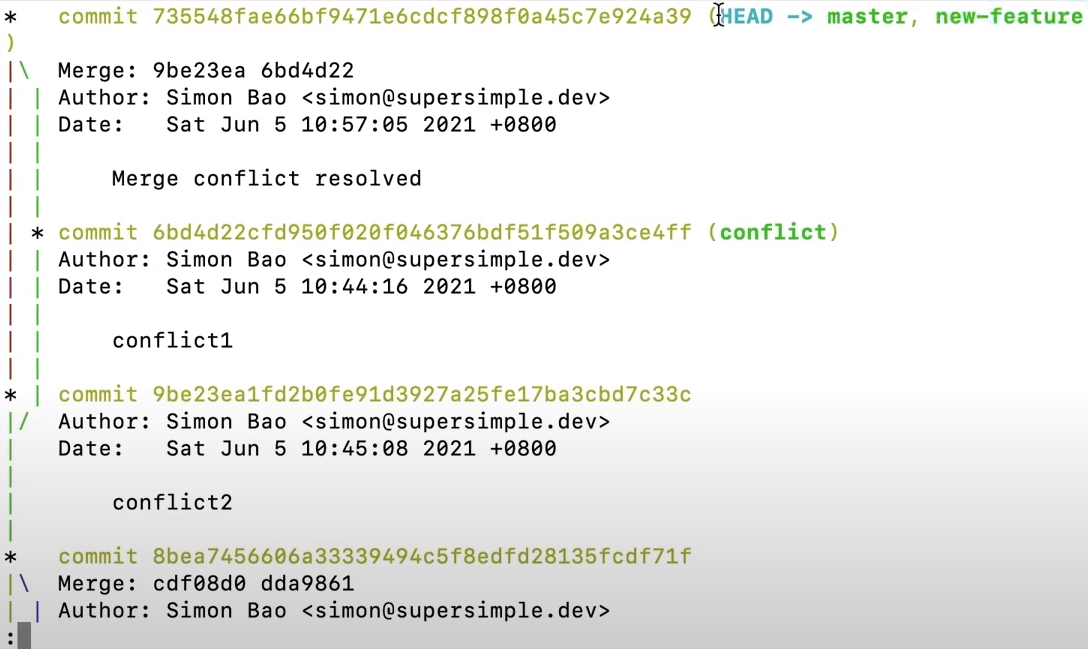 *   commit 735548fae66bf9471e6cdcf898f0a45c7e924a39 (HEAD -> master, new-feature
)
|\  Merge: 9be23ea 6bd4d22
| | Author: Simon Bao <simon@supersimple.dev>
| | Date:   Sat Jun 5 10:57:05 2021 +0800
| |
| |     Merge conflict resolved
| |
| * commit 6bd4d22cfd950f020f046376bdf51f509a3ce4ff (conflict)
| | Author: Simon Bao <simon@supersimple.dev>
| | Date:   Sat Jun 5 10:44:16 2021 +0800
| |
| |     conflict1
| |
* | commit 9be23ea1fd2b0fe91d3927a25fe17ba3cbd7c33c
|/  Author: Simon Bao <simon@supersimple.dev>
|   Date:   Sat Jun 5 10:45:08 2021 +0800
|
|       conflict2
|
*   commit 8bea7456606a33339494c5f8edfd28135fcdf71f
|\  Merge: cdf08d0 dda9861
| | Author: Simon Bao <simon@supersimple.dev>
: